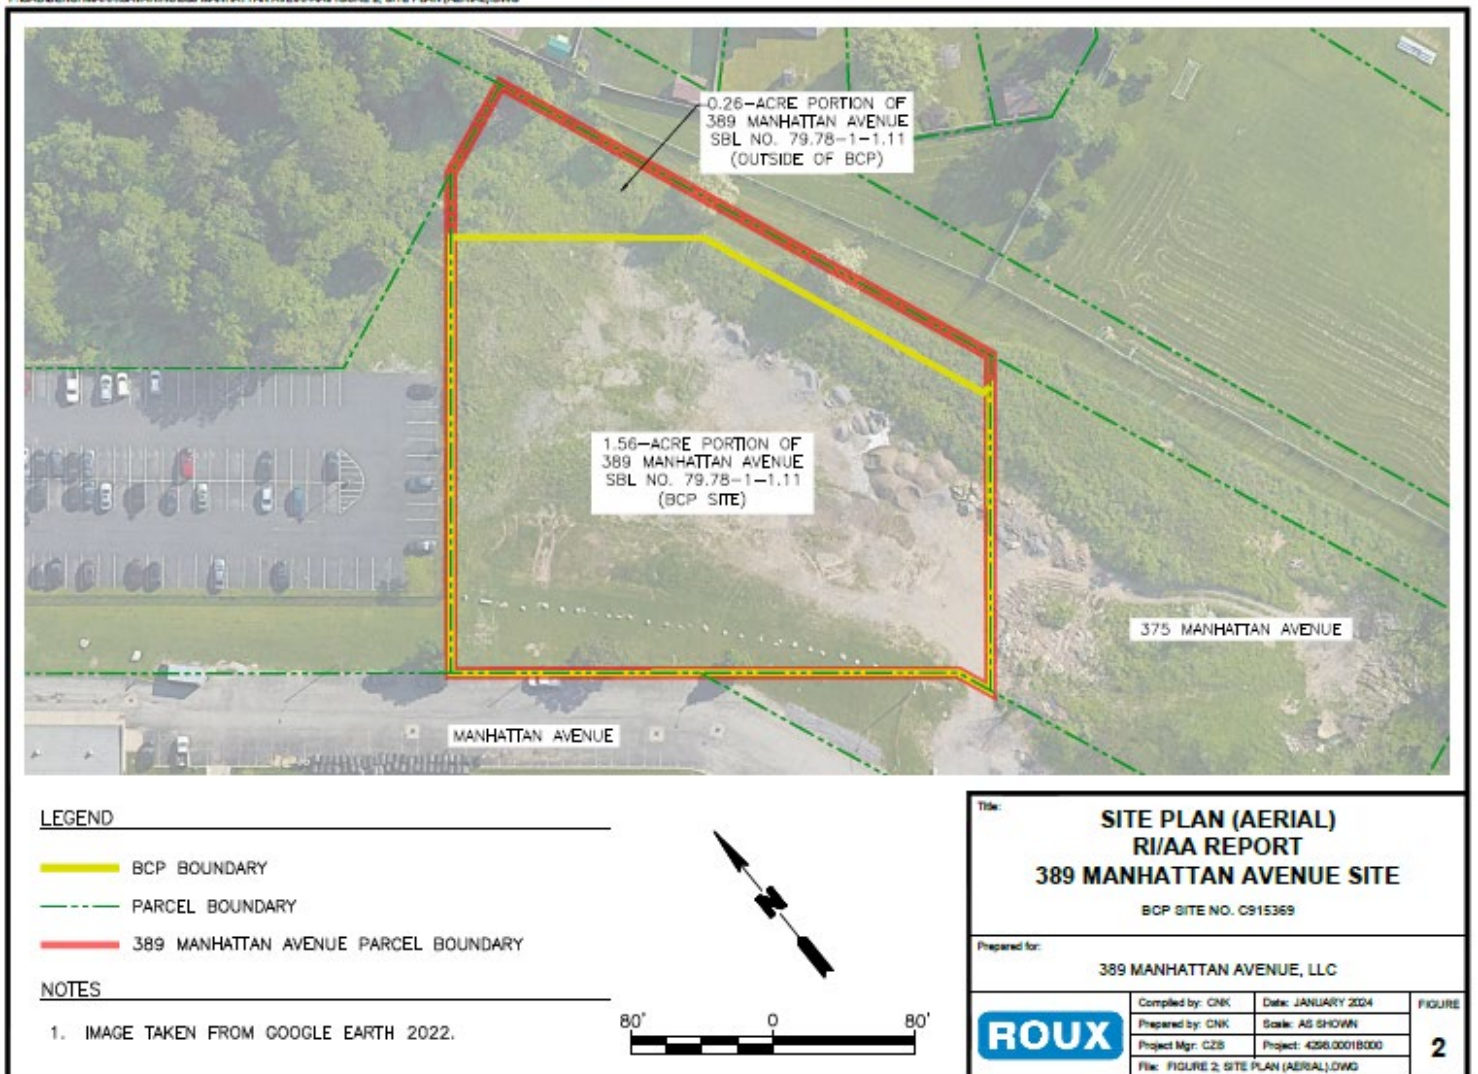 0.26-ACRE PORTION OF
389 MANHATTAN AVENUE
SBL NO. 79.78-1-1.11
(OUTSIDE OF BCP)
1.56-ACRE PORTION OF
389 MANHATTAN AVENUE
SBL NO. 79.78-1-1.11
(BCP SITE)
375 MANHATTAN AVENUE
MANHATTAN AVENUE
LEGEND
BCP BOUNDARY
PARCEL BOUNDARY
389 MANHATTAN AVENUE PARCEL BOUNDARY
NOTES
1. IMAGE TAKEN FROM GOOGLE EARTH 2022.
N
80' 0 80'
Title:
SITE PLAN (AERIAL)
RI/AA REPORT
389 MANHATTAN AVENUE SITE
BCP SITE NO. C915369
Prepared for:
389 MANHATTAN AVENUE, LLC
ROUX
Compiled by: CNK Date: JANUARY 2024 FIGURE
Prepared by: CNK Scale: AS SHOWN
Project Mgr: CZB Project: 4298.0001B000 2
File: FIGURE 2; SITE PLAN (AERIAL).DWG